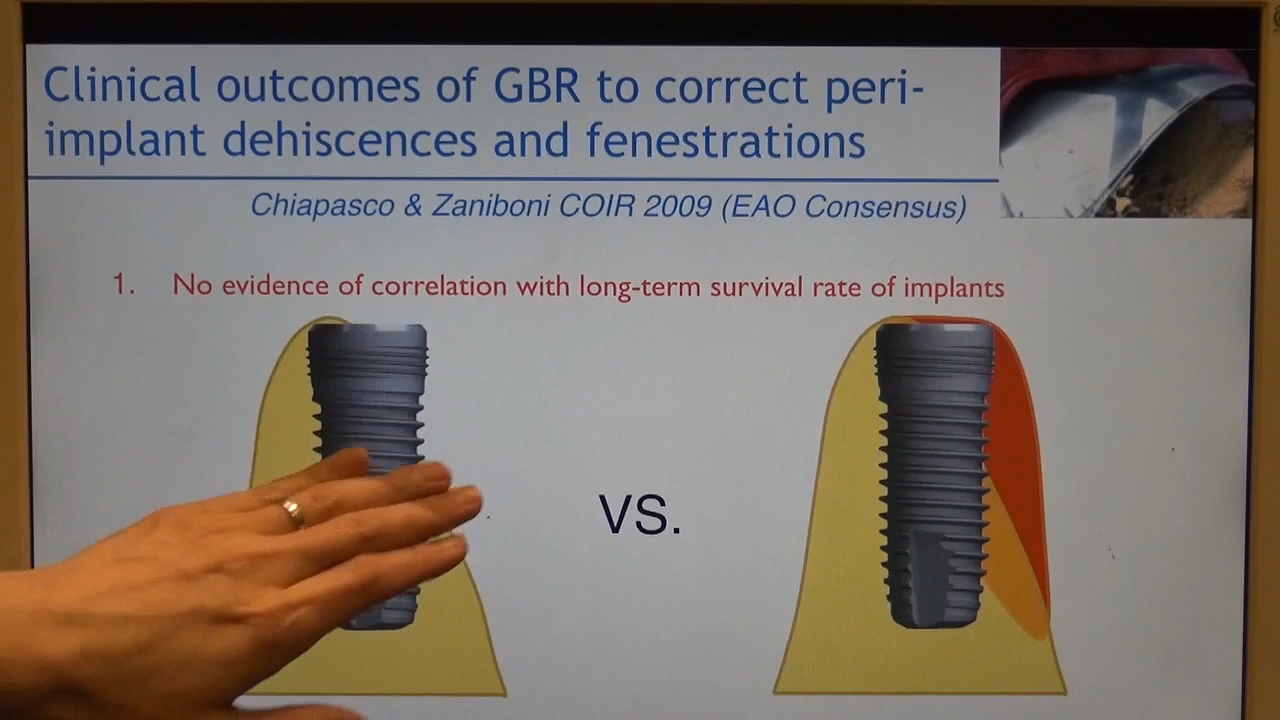 Clinical outcomes of GBR to correct peri-
implant dehiscences and fenestrations
Chiapasco & Zaniboni COIR 2009 (EAO Consensus)
1. No evidence of correlation with long-term survival rate of implants
VS.